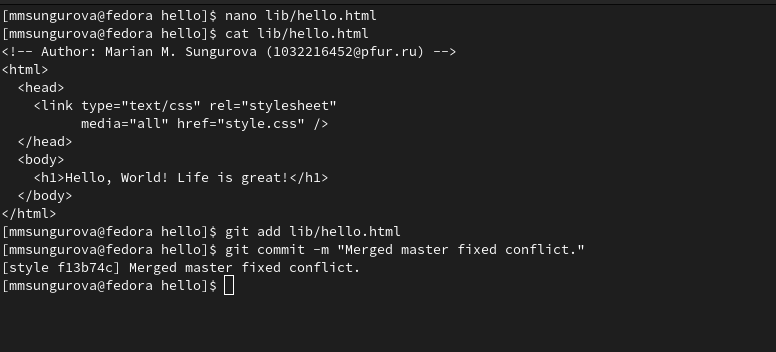 [mmsungurova@fedora hello]$ nano lib/hello.html
[mmsungurova@fedora hello]$ cat lib/hello.html
<!-- Author: Marian M. Sungurova (1032216452@pfur.ru) -->
<html>
  <head>
    <link type="text/css" rel="stylesheet"
          media="all" href="style.css" />
  </head>
  <body>
    <h1>Hello, World! Life is great!</h1>
  </body>
</html>
[mmsungurova@fedora hello]$ git add lib/hello.html
[mmsungurova@fedora hello]$ git commit -m "Merged master fixed conflict."
[style f13b74c] Merged master fixed conflict.
[mmsungurova@fedora hello]$